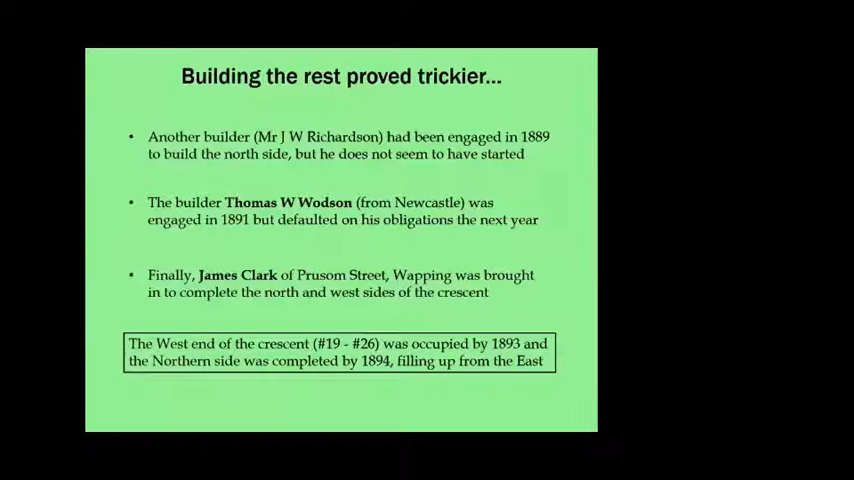 Building the rest proved trickier...
• Another builder (Mr J W Richardson) had been engaged in 1889
to build the north side, but he does not seem to have started
• The builder Thomas W Wodson (from Newcastle) was
engaged in 1891 but defaulted on his obligations the next year
• Finally, James Clark of Prusom Street, Wapping was brought
in to complete the north and west sides of the crescent
The West end of the crescent (#19 - #26) was occupied by 1893 and
the Northern side was completed by 1894, filling up from the East